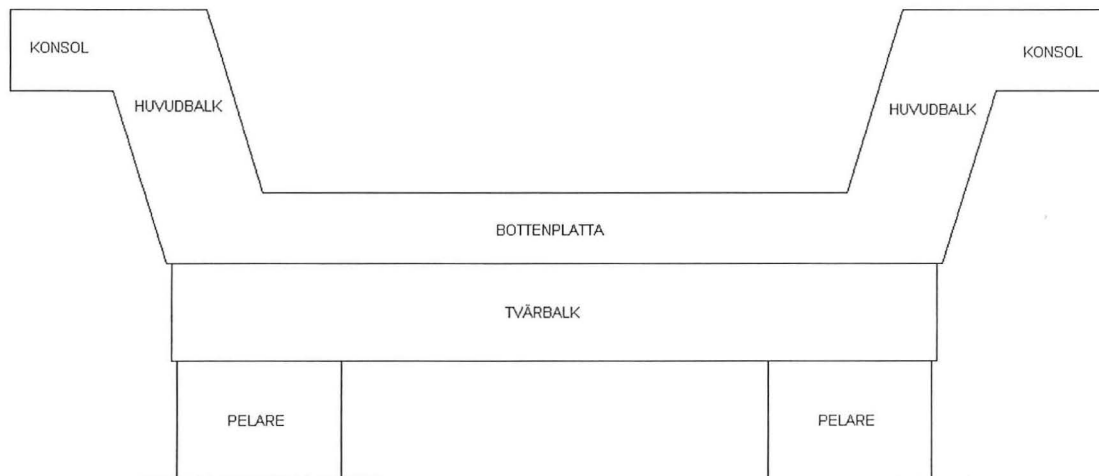 KONSOL
KONSOL
HUVUDBALK
HUVUDBALK
BOTTENPLATTA
TVÄRBALK
PELARE
PELARE